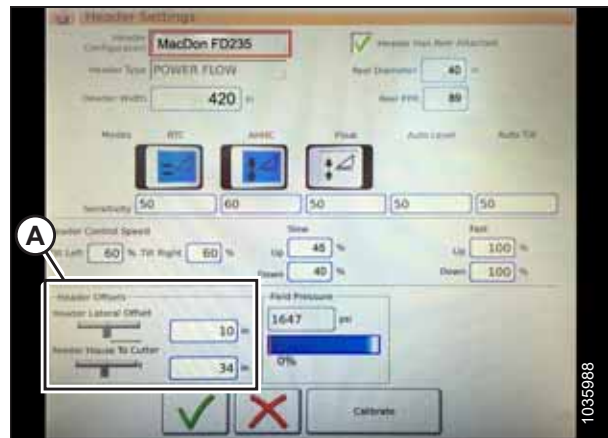 Header Settings
Header Configuration MacDon FD235 Header Has Reel Attached
Header Type POWER FLOW Reel Diameter 40 in
Header Width 420 in Reel PPR 89
Modes RTC AHHC Float Auto Level Auto Tilt
Sensitivity 50 60 50 50 50
Header Control Speed Slow Fast
Tilt Left 60 % Tilt Right 60 % Up 46 % Up 100 %
Down 40 % Down 100 %
A
Header Offsets Field Pressure
Header Lateral Offset
10 in 1647 psi
Feeder House To Cutter
34 in 0%
Calibrate
1035988